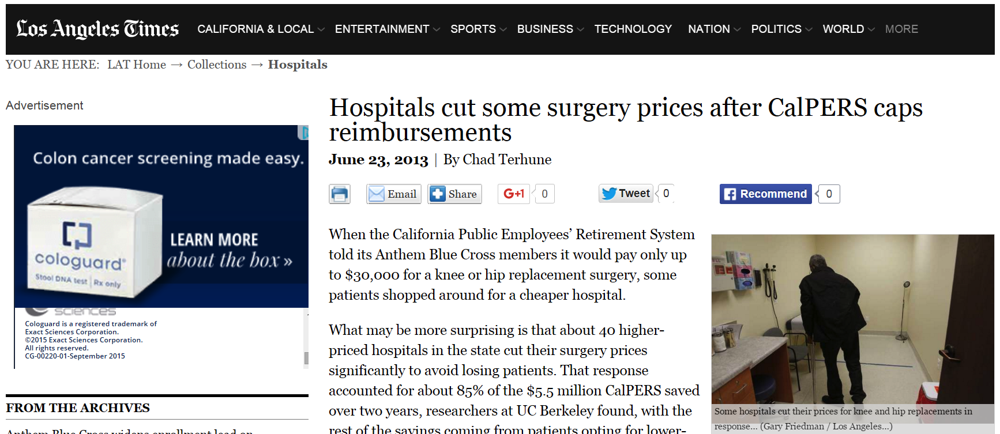 Los Angeles Times CALIFORNIA & LOCAL ENTERTAINMENT SPORTS BUSINESS TECHNOLOGY NATION POLITICS WORLD MORE
YOU ARE HERE: LAT Home → Collections → Hospitals
Advertisement
Colon cancer screening made easy.
cologuard®
Stool DNA test | Rx only
LEARN MORE
about the box »
sciences
Cologuard is a registered trademark of
Exact Sciences Corporation.
©2015 Exact Sciences Corporation.
All rights reserved.
CG-00220-01-September 2015
FROM THE ARCHIVES
Anthem Blue Cross widens enrollment lead on
Hospitals cut some surgery prices after CalPERS caps
reimbursements
June 23, 2013 | By Chad Terhune
Email Share G+1 0 Tweet 0 Recommend 0
When the California Public Employees’ Retirement System
told its Anthem Blue Cross members it would pay only up
to $30,000 for a knee or hip replacement surgery, some
patients shopped around for a cheaper hospital.
What may be more surprising is that about 40 higher-
priced hospitals in the state cut their surgery prices
significantly to avoid losing patients. That response
accounted for about 85% of the $5.5 million CalPERS saved
over two years, researchers at UC Berkeley found, with the
rest of the savings coming from patients opting for lower-
Some hospitals cut their prices for knee and hip replacements in
response... (Gary Friedman / Los Angeles...)